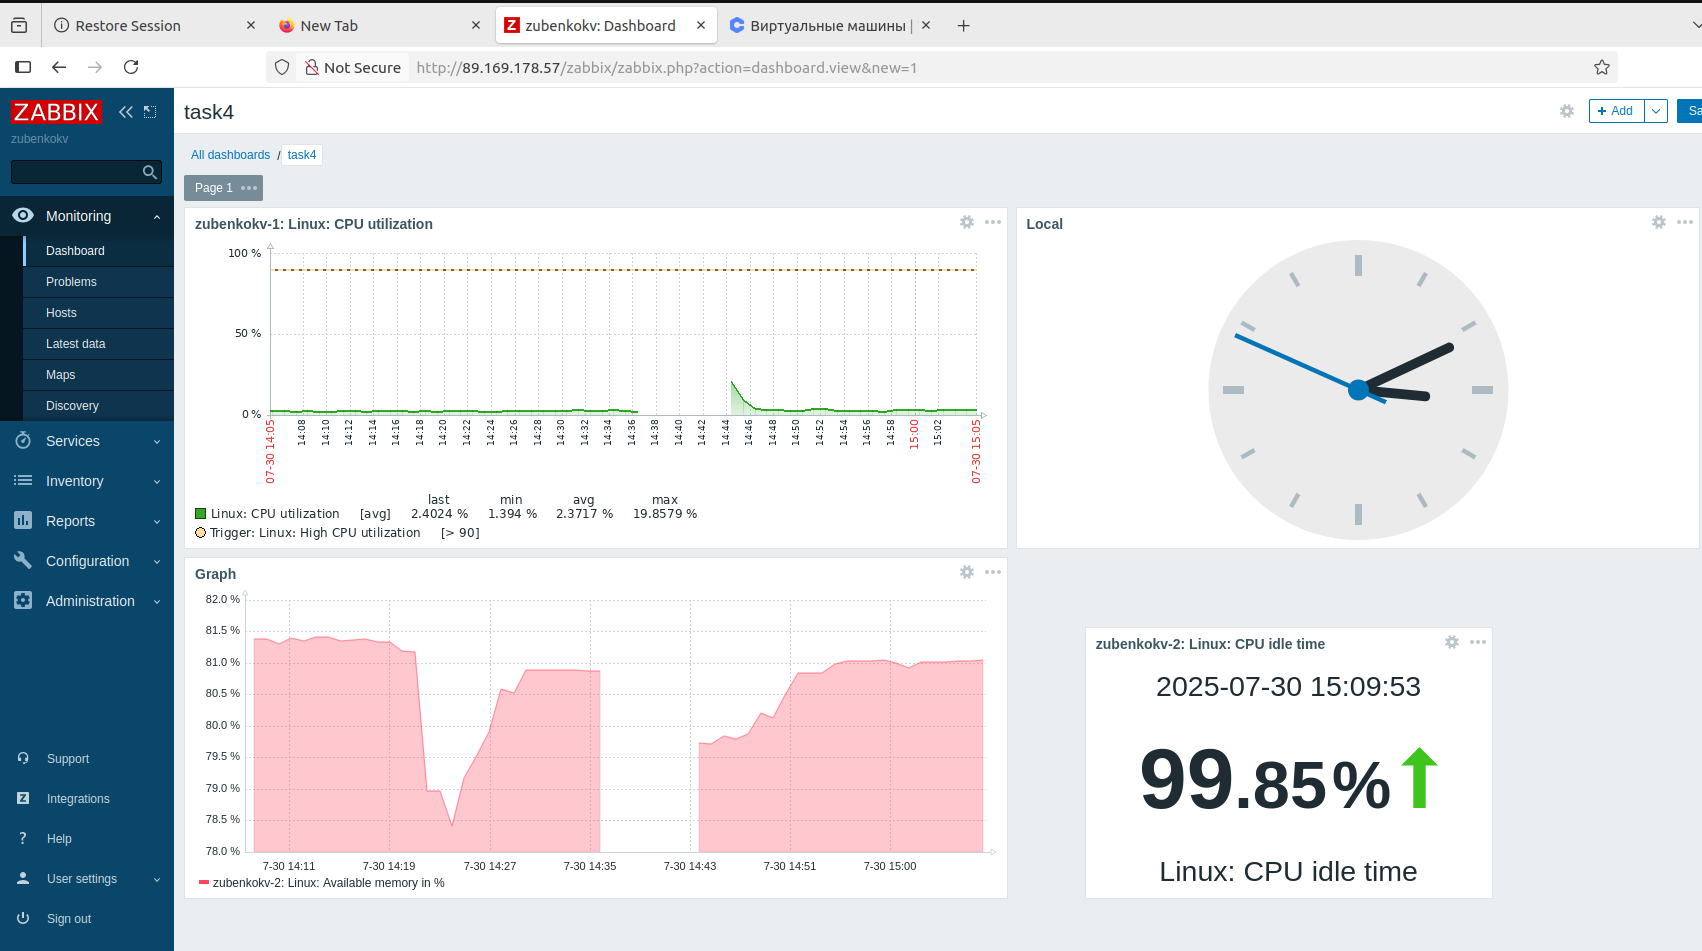 Restore Session
New Tab
zubenkokv: Dashboard
Виртуальные машины |
Not Secure
http://89.169.178.57/zabbix/zabbix.php?action=dashboard.view&new=1
ZABBIX
zubenkokv
Monitoring
Dashboard
Problems
Hosts
Latest data
Maps
Discovery
Services
Inventory
Reports
Configuration
Administration
Support
Integrations
Help
User settings
Sign out
task4
+ Add
Sa
All dashboards / task4
Page 1
zubenkokv-1: Linux: CPU utilization
100 %
50 %
0 %
07-30 14:05
14:08
14:10
14:12
14:14
14:16
14:18
14:20
14:22
14:24
14:26
14:28
14:30
14:32
14:34
14:36
14:38
14:40
14:42
14:44
14:46
14:48
14:50
14:52
14:54
14:56
14:58
15:00
15:02
07-30 15:05
last min avg max
Linux: CPU utilization [avg] 2.4024 % 1.394 % 2.3717 % 19.8579 %
Trigger: Linux: High CPU utilization [> 90]
Local
Graph
82.0 %
81.5 %
81.0 %
80.5 %
80.0 %
79.5 %
79.0 %
78.5 %
78.0 %
7-30 14:11 7-30 14:19 7-30 14:27 7-30 14:35 7-30 14:43 7-30 14:51 7-30 15:00
zubenkokv-2: Linux: Available memory in %
zubenkokv-2: Linux: CPU idle time
2025-07-30 15:09:53
99.85%
Linux: CPU idle time